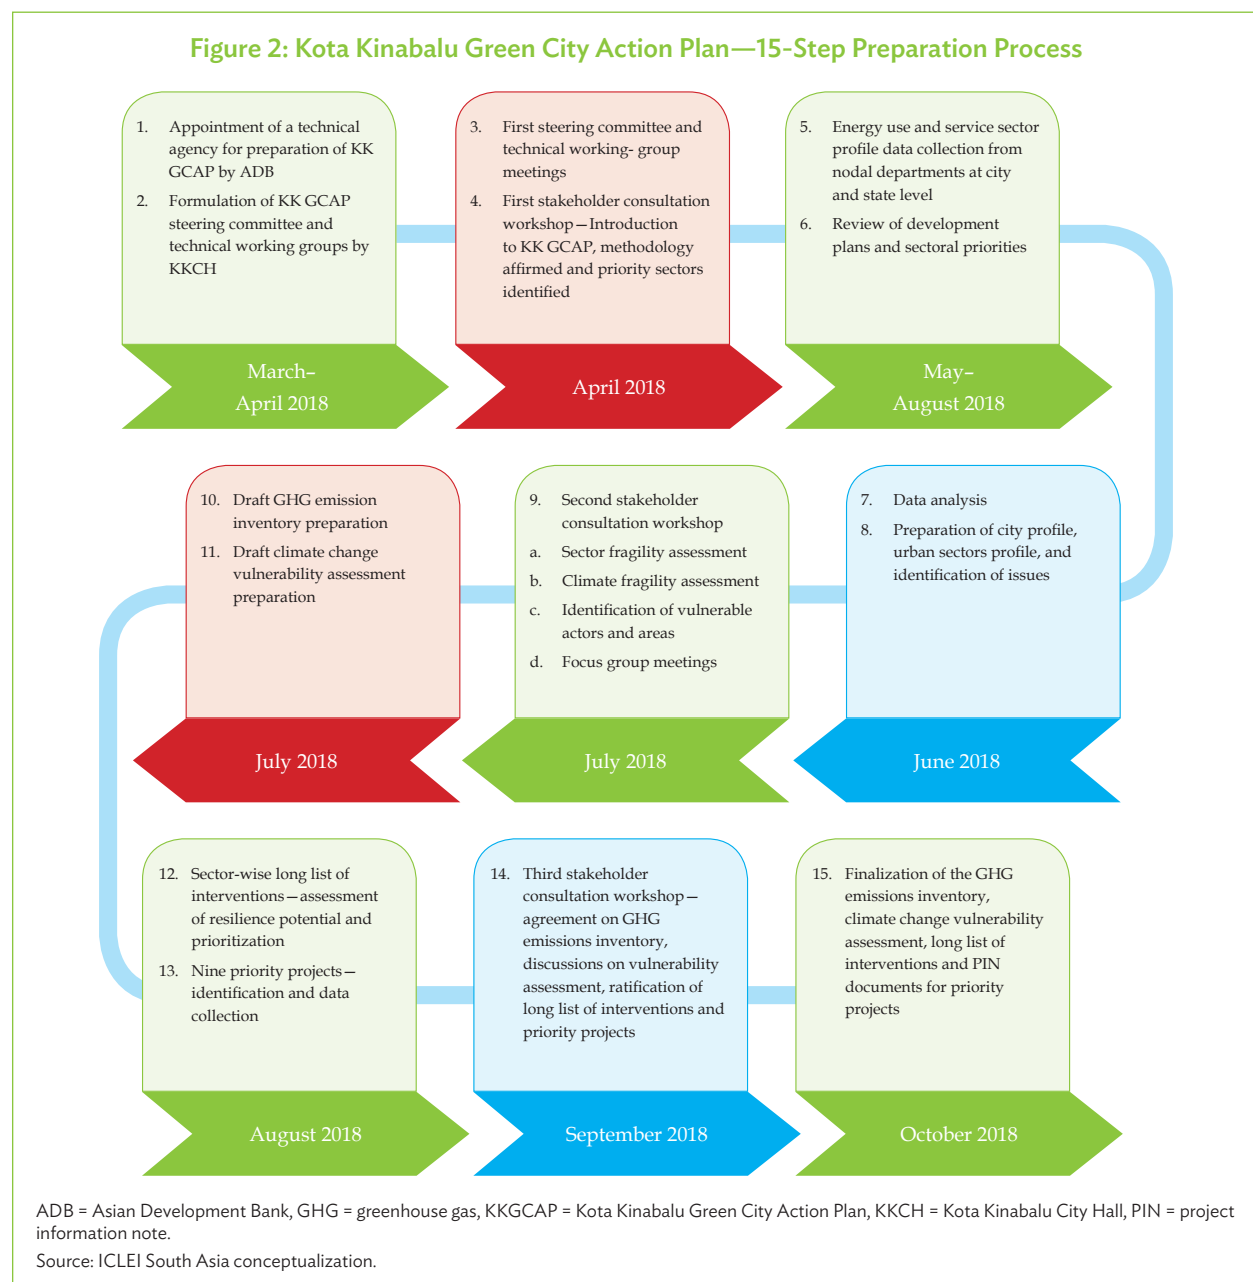 Figure 2: Kota Kinabalu Green City Action Plan—15-Step Preparation Process
1. Appointment of a technical
agency for preparation of KK
GCAP by ADB
2. Formulation of KK GCAP
steering committee and
technical working groups by
KKCH
March–
April 2018
3. First steering committee and
technical working- group
meetings
4. First stakeholder consultation
workshop—Introduction
to KK GCAP, methodology
affirmed and priority sectors
identified
April 2018
5. Energy use and service sector
profile data collection from
nodal departments at city
and state level
6. Review of development
plans and sectoral priorities
May–
August 2018
7. Data analysis
8. Preparation of city profile,
urban sectors profile, and
identification of issues
June 2018
9. Second stakeholder
consultation workshop
a. Sector fragility assessment
b. Climate fragility assessment
c. Identification of vulnerable
actors and areas
d. Focus group meetings
July 2018
10. Draft GHG emission
inventory preparation
11. Draft climate change
vulnerability assessment
preparation
July 2018
12. Sector-wise long list of
interventions—assessment
of resilience potential and
prioritization
13. Nine priority projects—
identification and data
collection
August 2018
14. Third stakeholder
consultation workshop—
agreement on GHG
emissions inventory,
discussions on vulnerability
assessment, ratification of
long list of interventions and
priority projects
September 2018
15. Finalization of the GHG
emissions inventory,
climate change vulnerability
assessment, long list of
interventions and PIN
documents for priority
projects
October 2018
ADB = Asian Development Bank, GHG = greenhouse gas, KKGCAP = Kota Kinabalu Green City Action Plan, KKCH = Kota Kinabalu City Hall, PIN = project
information note.
Source: ICLEI South Asia conceptualization.